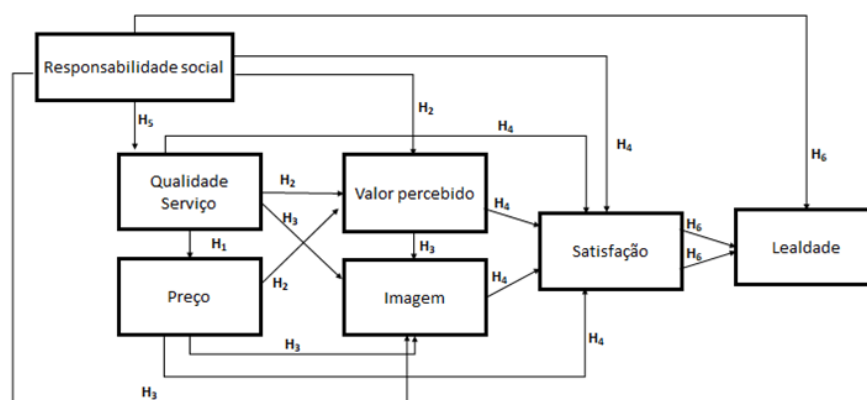 Responsabilidade social
H5
H2
H4
H6
H4
Qualidade
Serviço
H2
Valor percebido
H4
H3
Satisfação
H6
H6
Lealdade
H1
H3
H4
Preço
H2
Imagem
H3
H4
H3